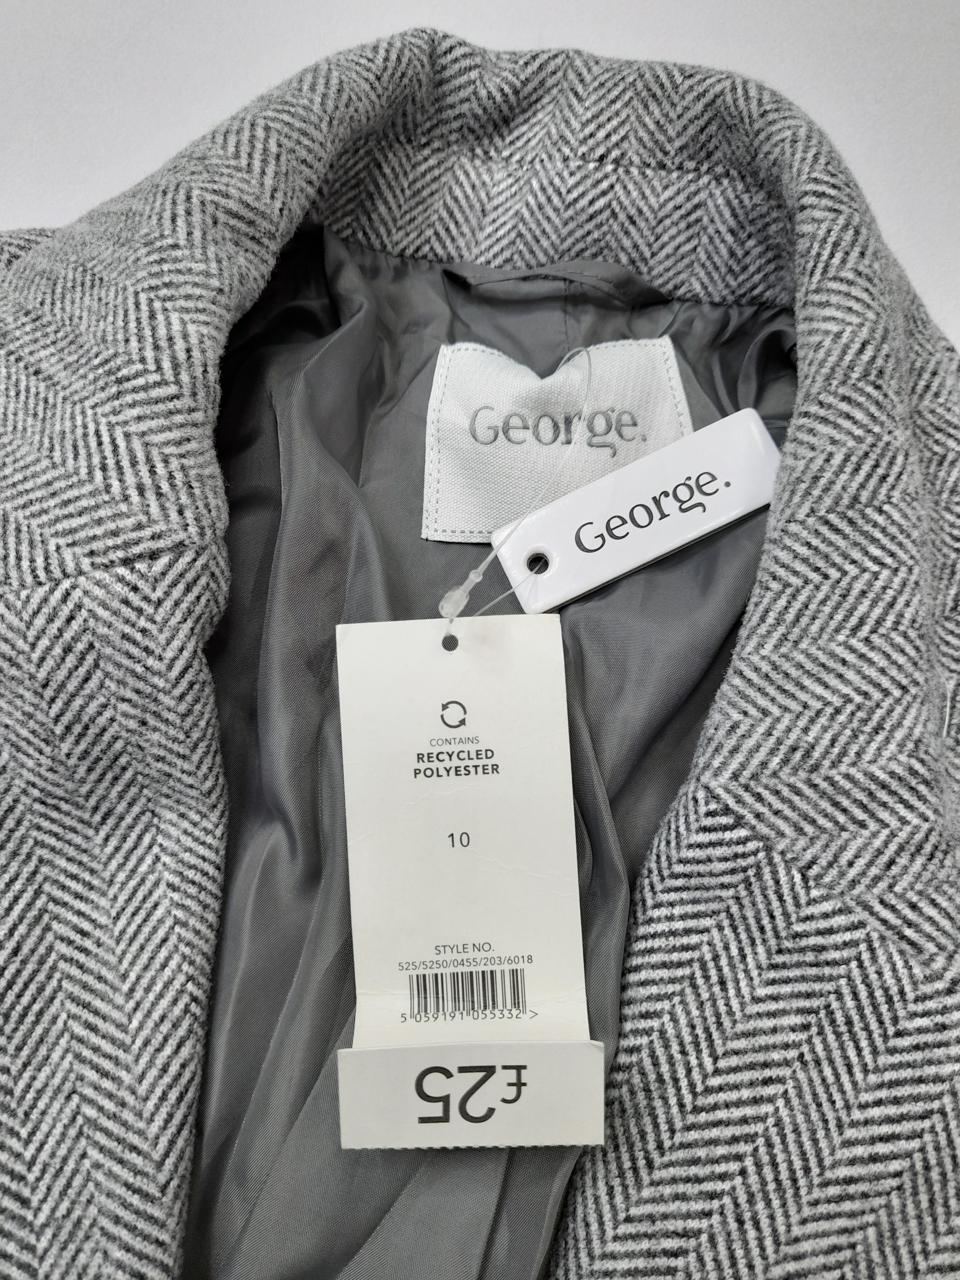 George.
George.
CONTAINS
RECYCLED
POLYESTER
10
STYLE NO.
525/5250/0455/203/6018
5 059191 055332 >
£25